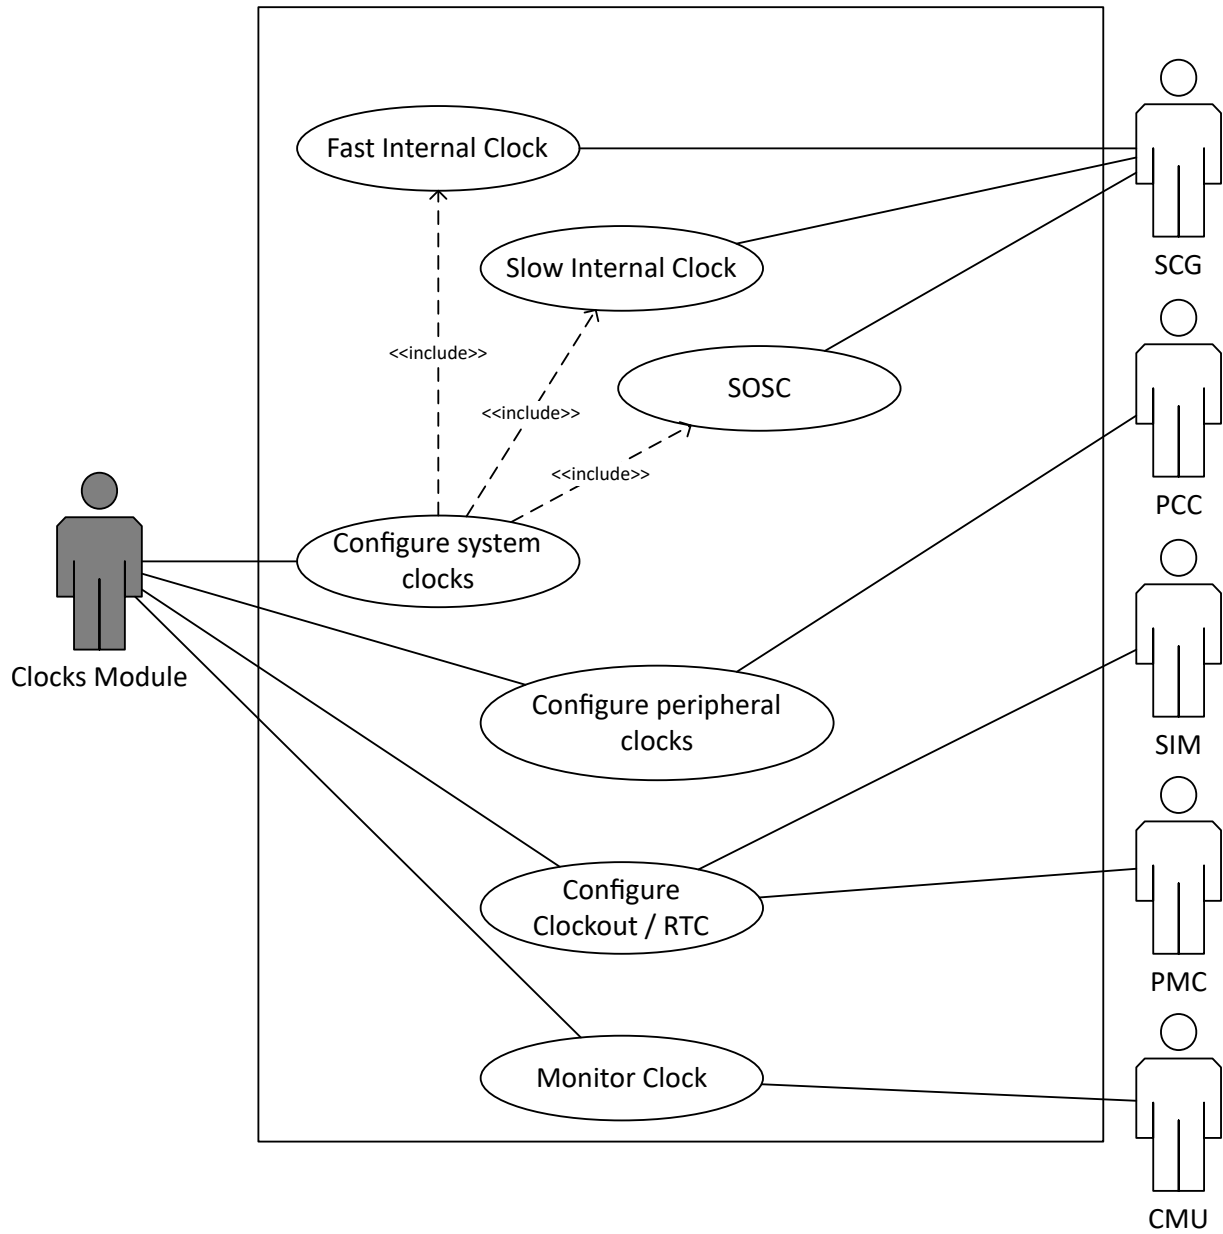 Fast Internal Clock
Slow Internal Clock
SCG
<<include>>
SOSC
<<include>>
<<include>>
PCC
Configure system
clocks
Clocks Module
Configure peripheral
clocks
SIM
Configure
Clockout / RTC
PMC
Monitor Clock
CMU